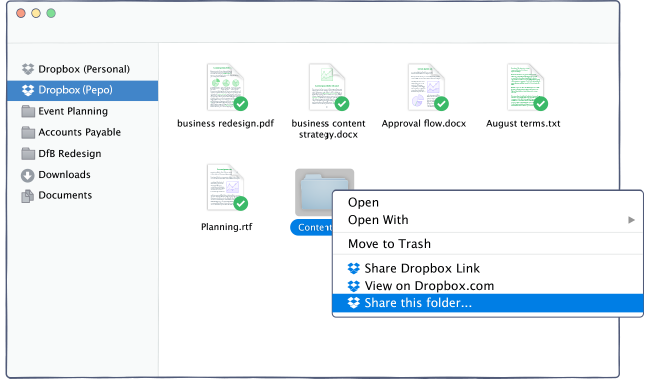 Dropbox (Personal)
Dropbox (Pepo)
Event Planning
Accounts Payable
DfB Redesign
Downloads
Documents
business redesign.pdf
business content
strategy.docx
Approval flow.docx
August terms.txt
Planning.rtf
Content
Open
Open With
Move to Trash
Share Dropbox Link
View on Dropbox.com
Share this folder...